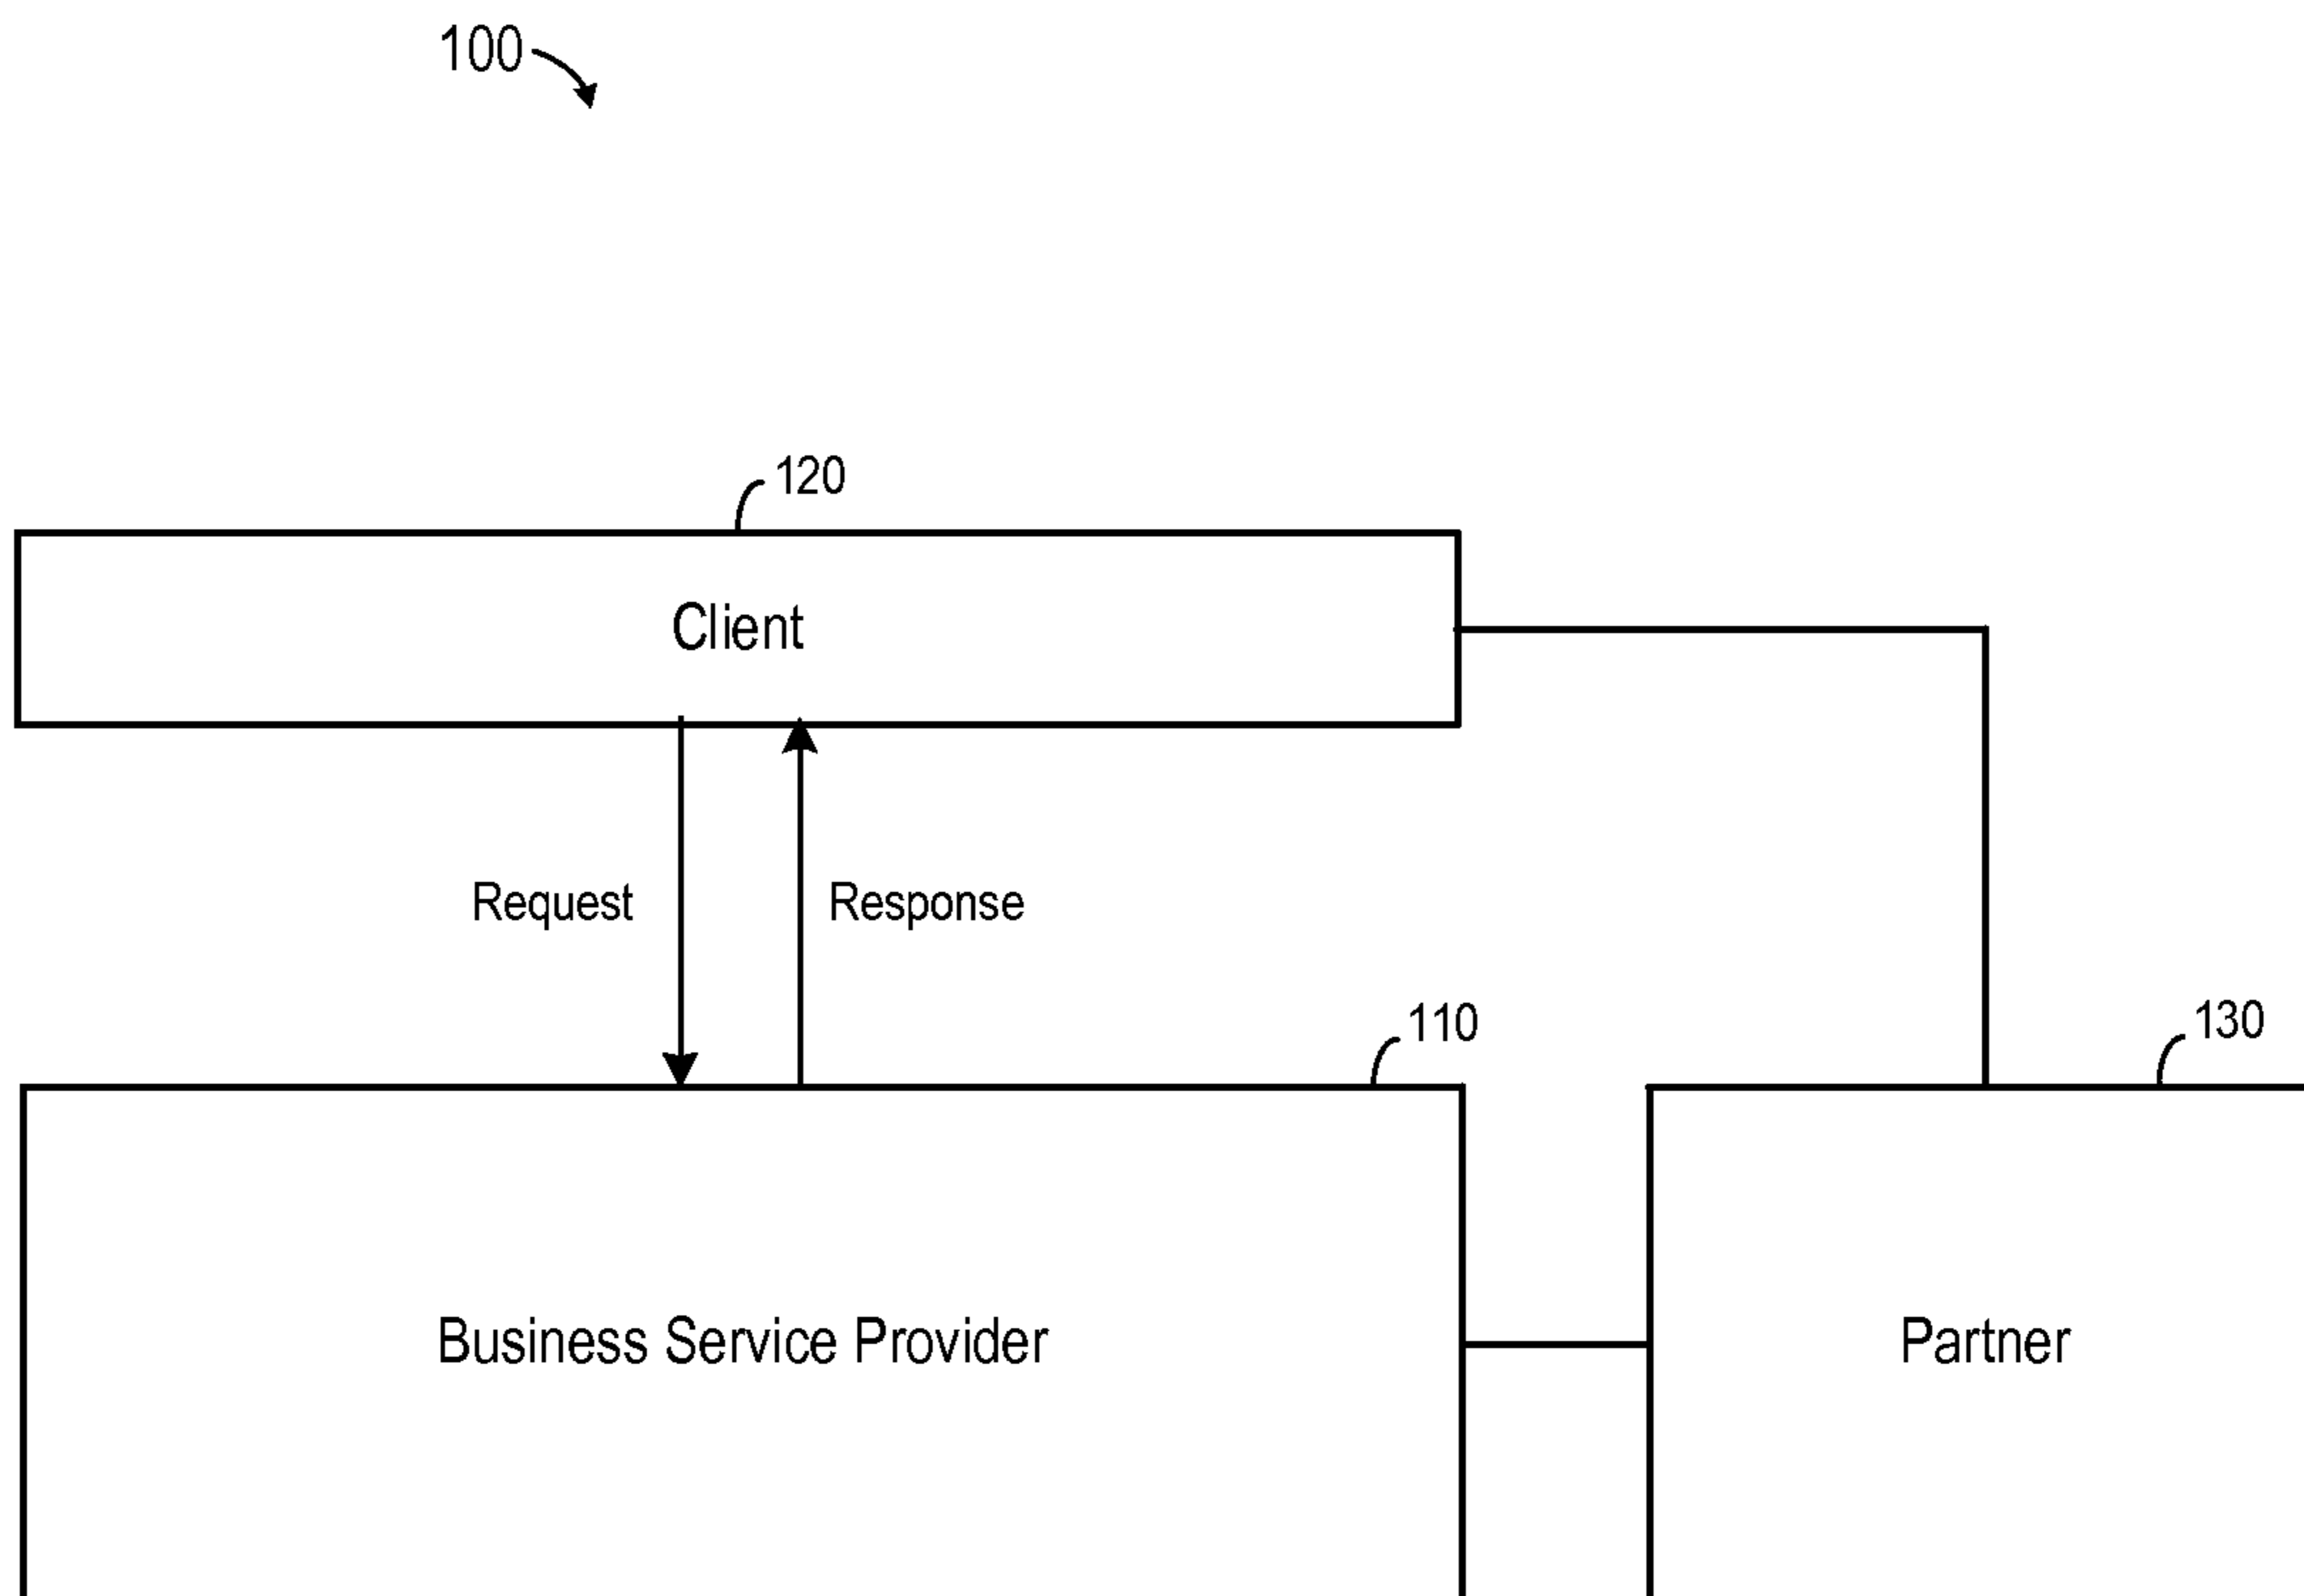 100
120
Client
Request
Response
110
130
Business Service Provider
Partner